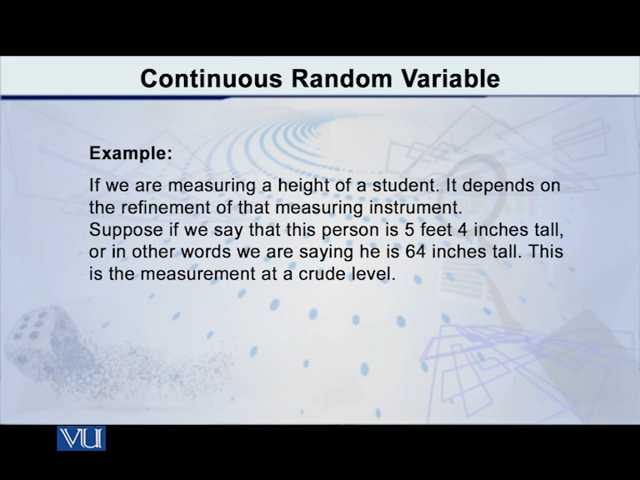 Continuous Random Variable
Example:
If we are measuring a height of a student. It depends on
the refinement of that measuring instrument.
Suppose if we say that this person is 5 feet 4 inches tall,
or in other words we are saying he is 64 inches tall. This
is the measurement at a crude level.
VU